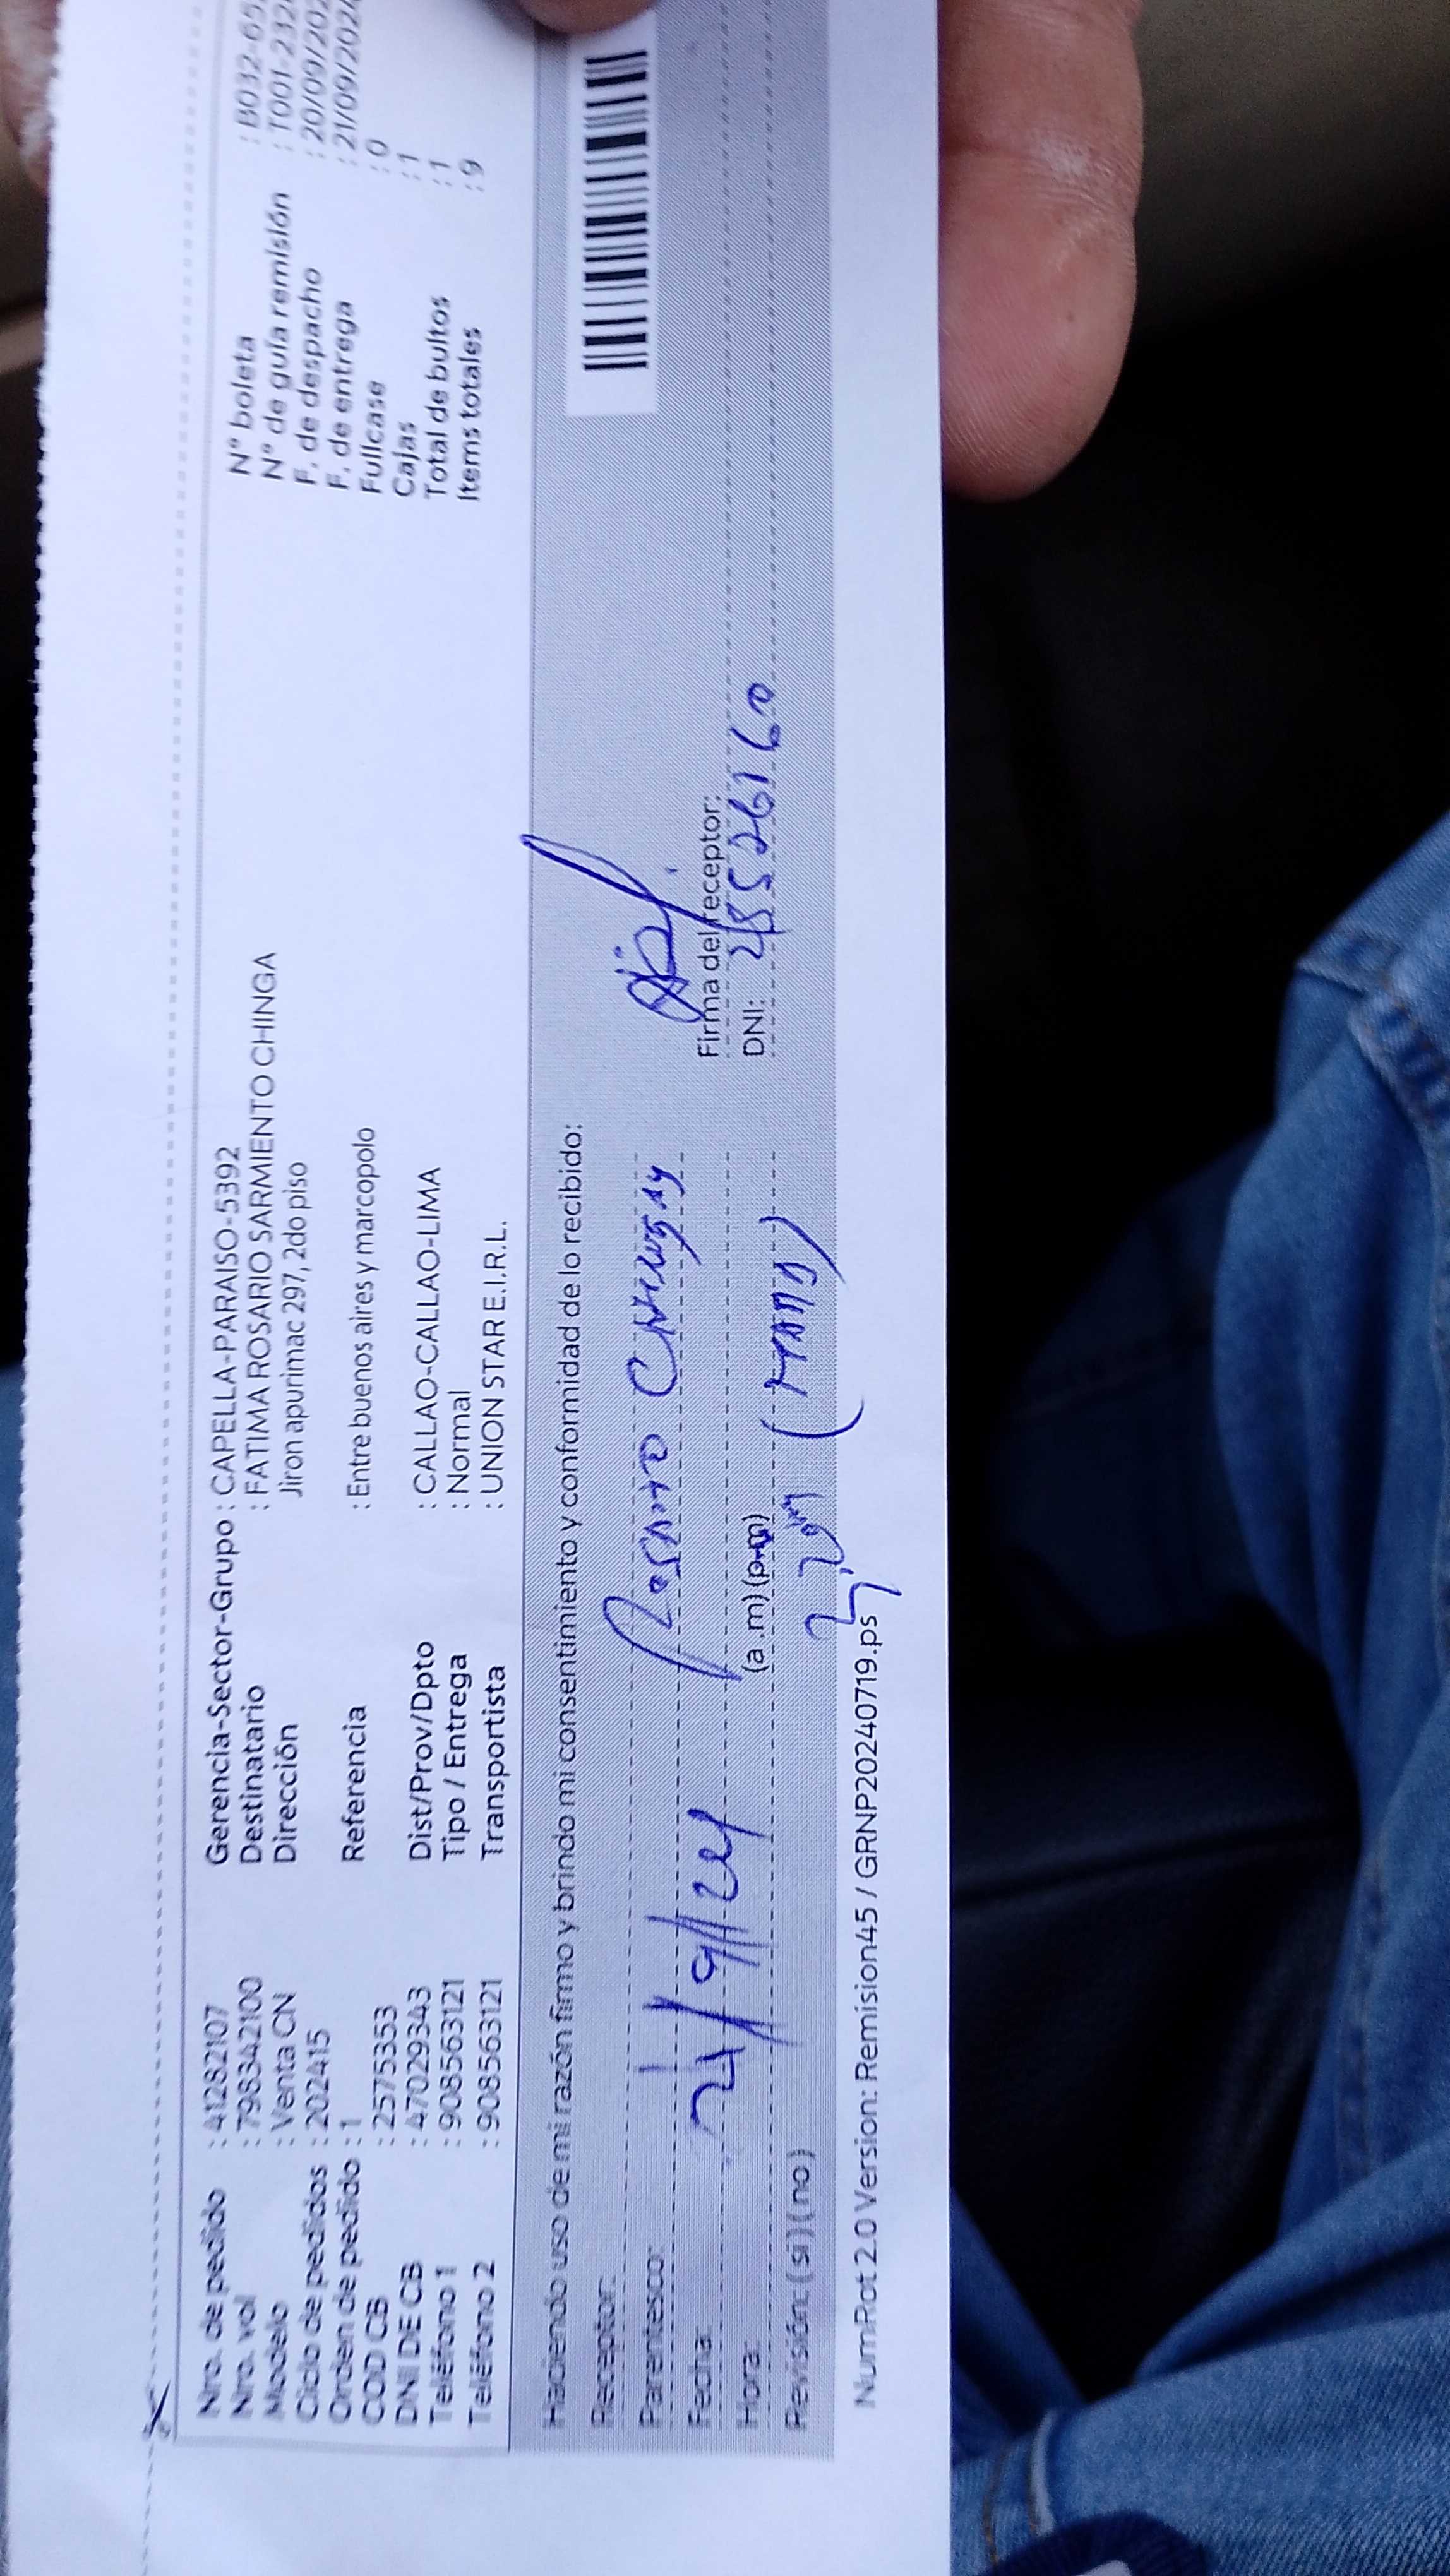 Nro. de pedido : 41282107
Nro. vol : 798342100
Modelo : Venta CN
Ciclo de pedidos : 202415
Orden de pedido : 1
COD CB : 2575353
DNI DE CB : 47029343
Teléfono 1 : 908563121
Teléfono 2 : 908563121
Gerencia-Sector-Grupo : CAPELLA-PARAISO-5392
Destinatario : FATIMA ROSARIO SARMIENTO CHINGA
Dirección Jiron apurimac 297, 2do piso
Referencia : Entre buenos aires y marcopolo
Dist/Prov/Dpto : CALLAO-CALLAO-LIMA
Tipo / Entrega : Normal
Transportista : UNION STAR E.I.R.L.
N° boleta : B032-65
N° de guía remisión : T001-232
F. de despacho : 20/09/202
F. de entrega : 21/09/202
Fullcase : 0
Cajas : 1
Total de bultos : 1
Items totales : 9
Haciendo uso de mi razón firmo y brindo mi consentimiento y conformidad de lo recibido:
Receptor:
Parentesco:
Fecha: 21/9/24
Hora: (a.m) (p.m)
Revisión: ( si ) ( no )
Firma del receptor:
DNI: 25526160
NumRot 2.0 Version: Remision45 / GRNP20240719.ps